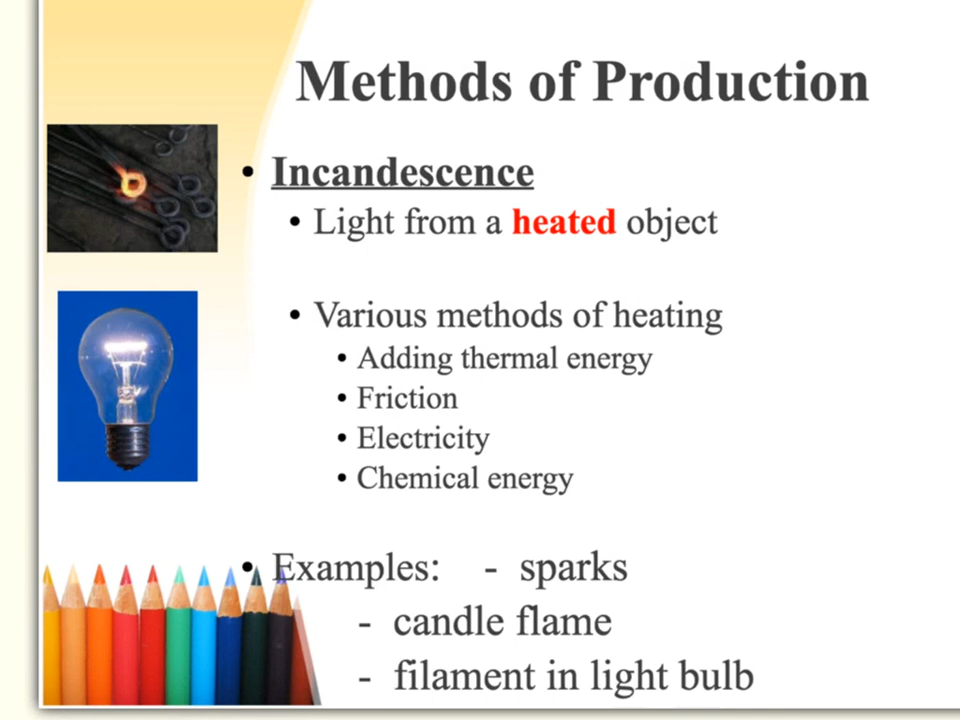 Methods of Production
• Incandescence
• Light from a heated object
• Various methods of heating
• Adding thermal energy
• Friction
• Electricity
• Chemical energy
• Examples: - sparks
- candle flame
- filament in light bulb